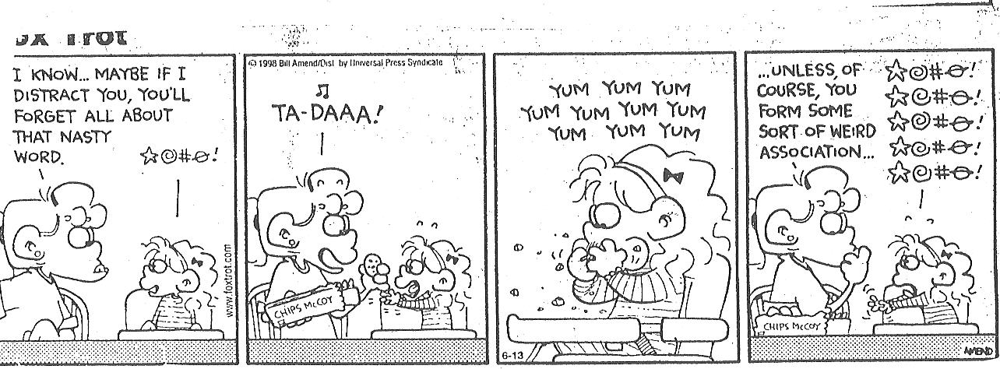 ox Trot
I KNOW... MAYBE IF I
DISTRACT YOU, YOU'LL
FORGET ALL ABOUT
THAT NASTY
WORD.
☆@#⊖!
www.foxtrot.com
© 1998 Bill Amend/Dist. by Universal Press Syndicate
♫
TA-DAAA!
CHIPS McCOY
YUM YUM YUM
YUM YUM YUM YUM
YUM YUM YUM
6-13
...UNLESS, OF
COURSE, YOU
FORM SOME
SORT OF WEIRD
ASSOCIATION...
☆@#⊖!
☆@#⊖!
☆@#⊖!
☆@#⊖!
☆@#⊖!
CHIPS McCOY
AMEND